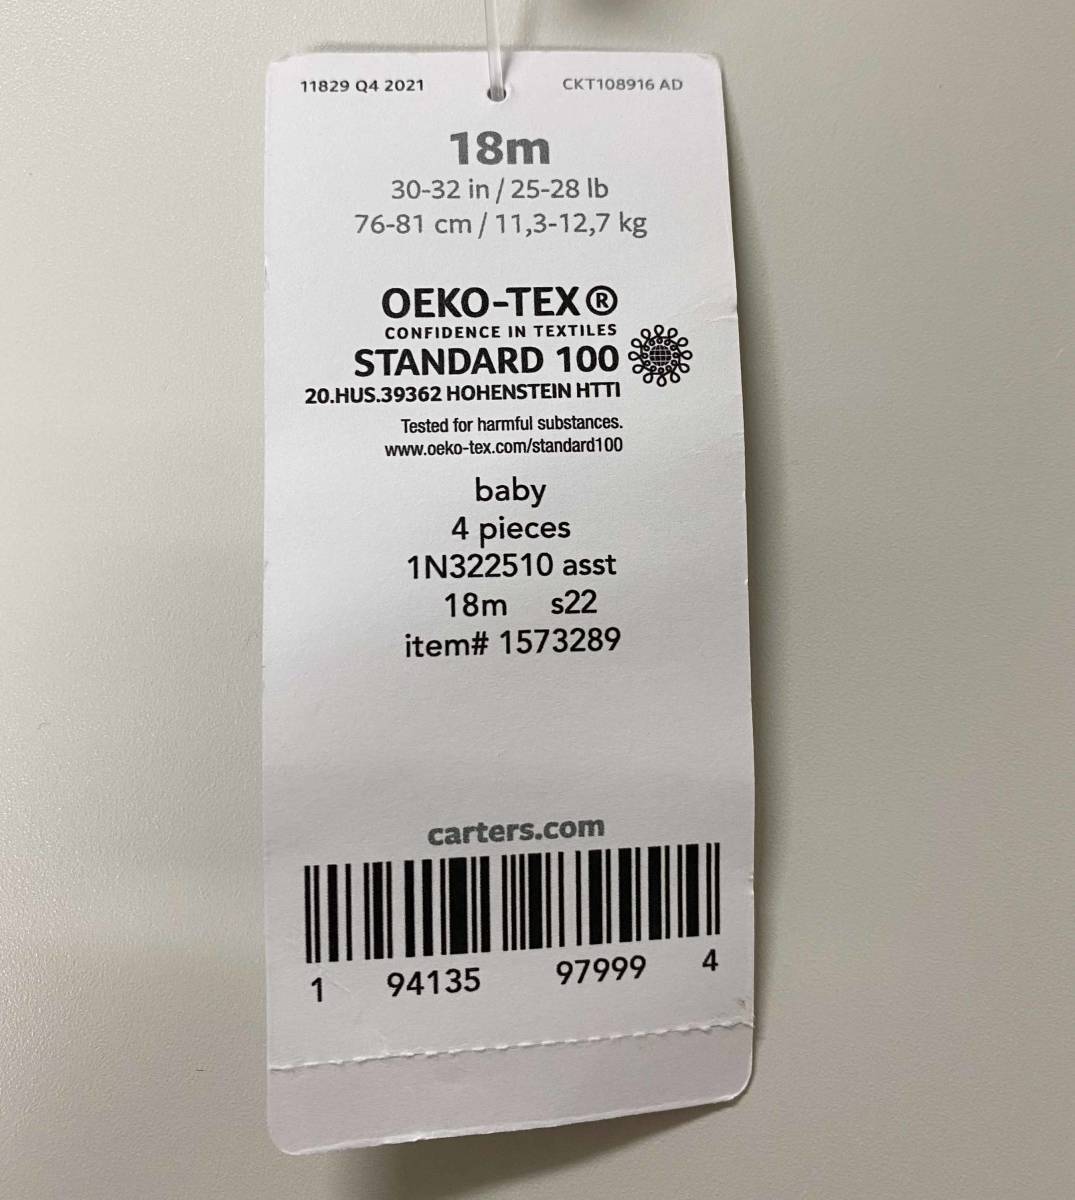 11829 Q4 2021 CKT108916 AD
18m
30-32 in / 25-28 lb
76-81 cm / 11,3-12,7 kg
OEKO-TEX®
CONFIDENCE IN TEXTILES
STANDARD 100
20.HUS.39362 HOHENSTEIN HTTI
Tested for harmful substances.
www.oeko-tex.com/standard100
baby
4 pieces
1N322510 asst
18m s22
item# 1573289
carters.com
1 94135 97999 4